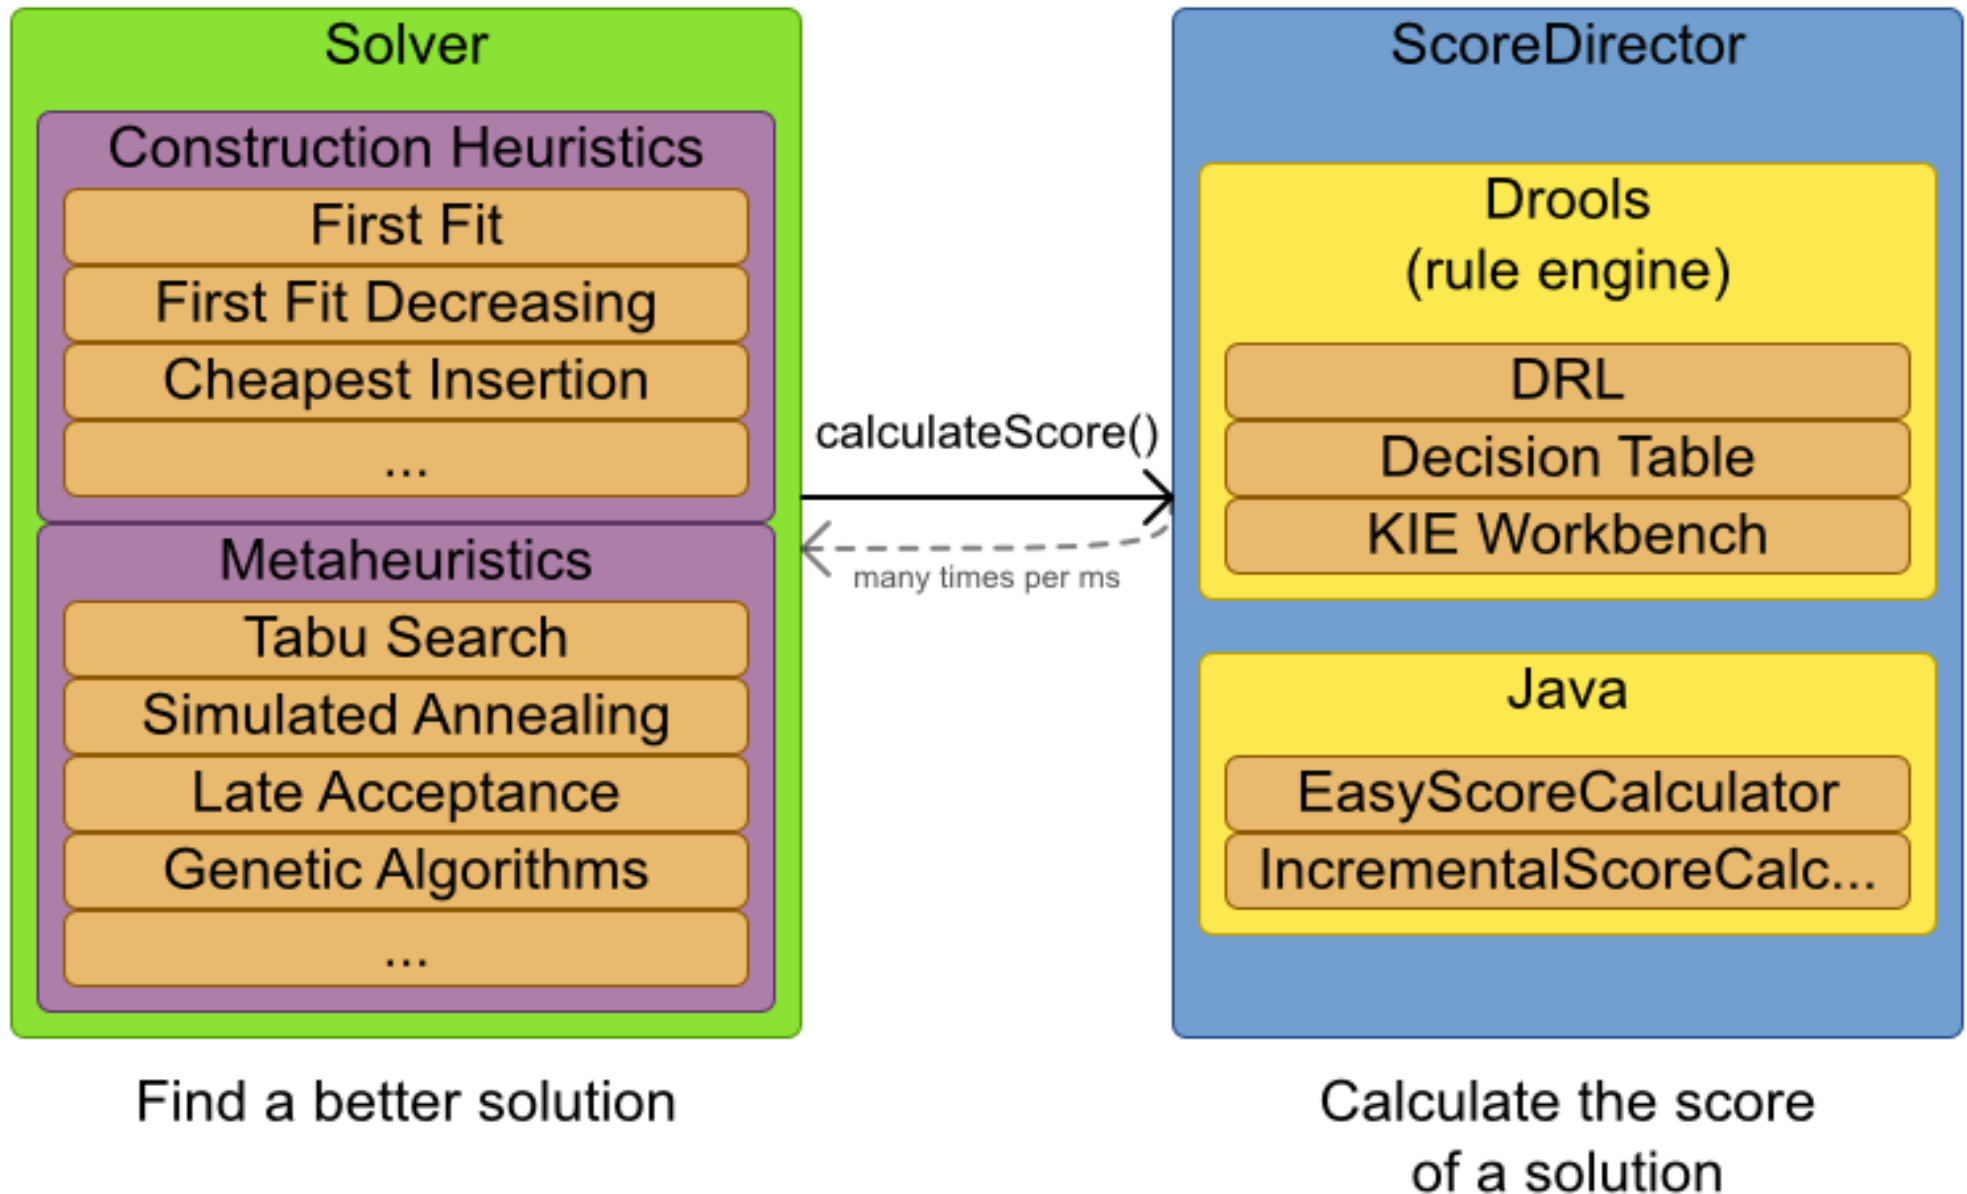 Solver
Construction Heuristics
First Fit
First Fit Decreasing
Cheapest Insertion
...
Metaheuristics
Tabu Search
Simulated Annealing
Late Acceptance
Genetic Algorithms
...
Find a better solution
calculateScore()
many times per ms
ScoreDirector
Drools
(rule engine)
DRL
Decision Table
KIE Workbench
Java
EasyScoreCalculator
IncrementalScoreCalc...
Calculate the score
of a solution